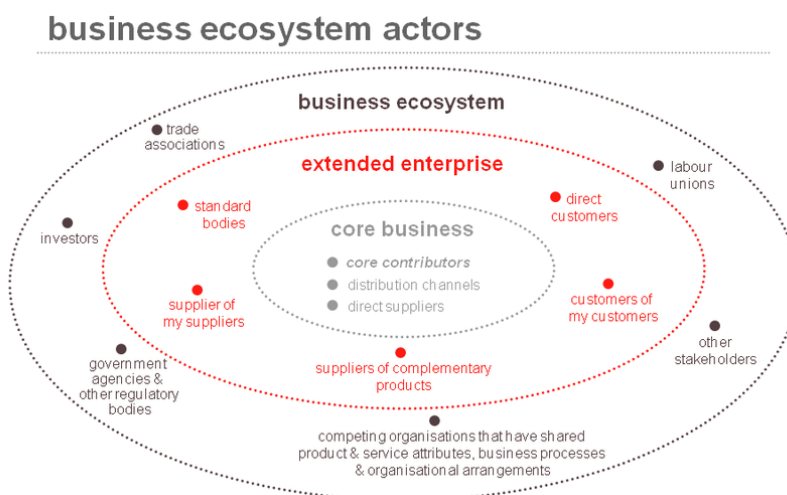 business ecosystem actors
business ecosystem
trade
associations
extended enterprise
labour
unions
standard
bodies
direct
customers
investors
core business
core contributors
distribution channels
direct suppliers
supplier of
my suppliers
customers of
my customers
other
stakeholders
government
agencies &
other regulatory
bodies
suppliers of complementary
products
competing organisations that have shared
product & service attributes, business processes
& organisational arrangements